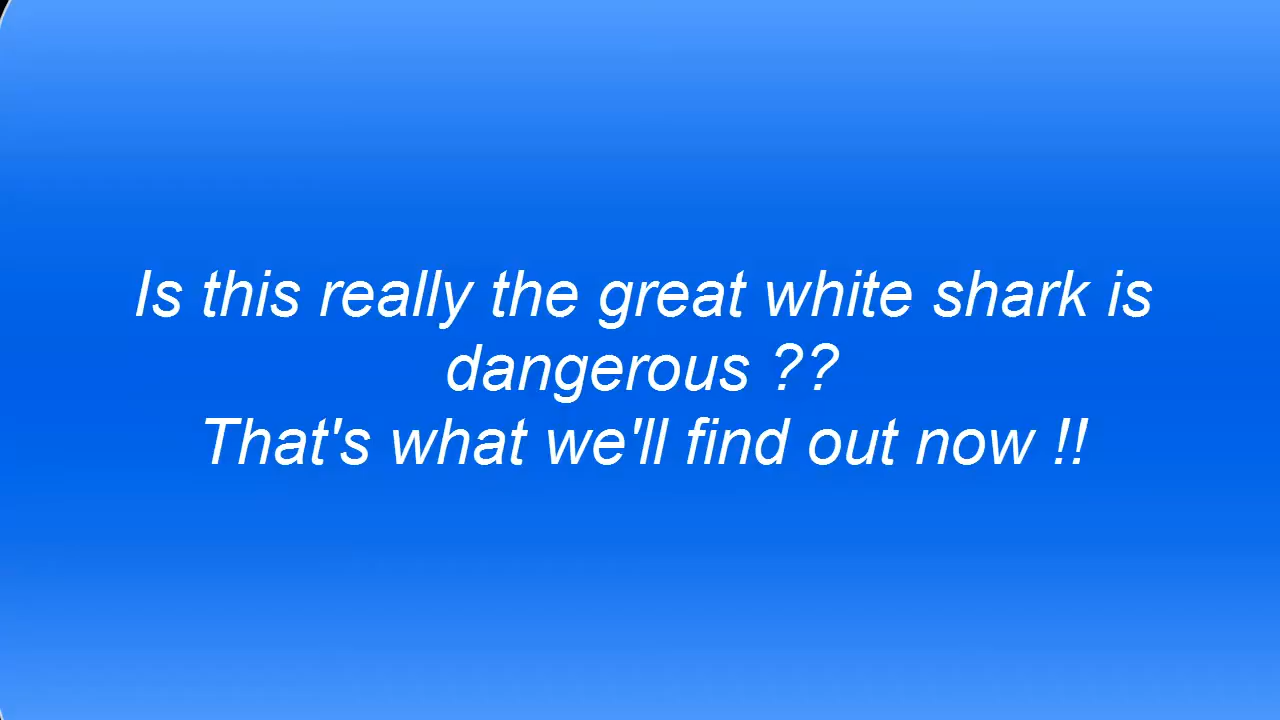 Is this really the great white shark is
dangerous ??
That's what we'll find out now !!